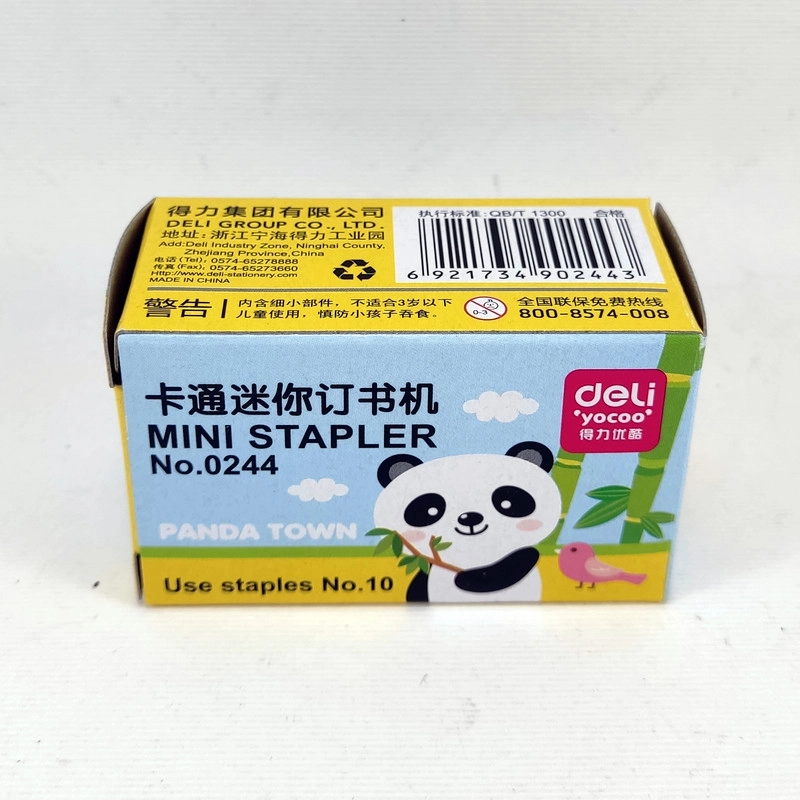 得力集团有限公司
DELI GROUP CO., LTD.
地址：浙江宁海得力工业园
Add:Deli Industry Zone, Ninghai County,
Zhejiang Province,China
电话(Tel)：0574-65278888
传真(Fax)：0574-65273660
Http://www.deli-stationery.com
MADE IN CHINA
执行标准：QB/T 1300 合格
6 921734 902443
警告
内含细小部件，不适合3岁以下
儿童使用，慎防小孩子吞食。
0-3
全国联保免费热线
800-8574-008
卡通迷你订书机
MINI STAPLER
No.0244
deli
'yocoo'
得力优酷
PANDA TOWN
Use staples No.10